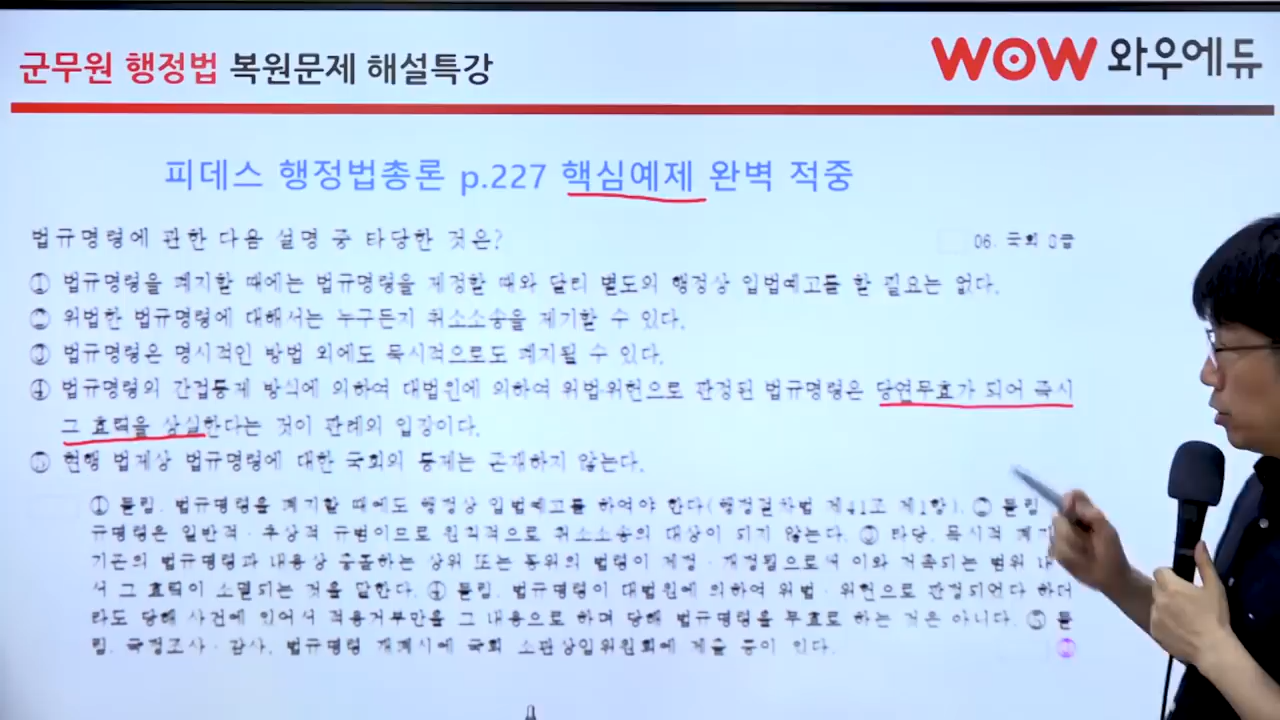 군무원 행정법 복원문제 해설특강
WOW 와우에듀
피데스 행정법총론 p.227 핵심예제 완벽 적중
법규명령에 관한 다음 설명 중 타당한 것은?
06. 국회 8급
① 법규명령을 폐지할 때에는 법규명령을 제정할 때와 달리 별도의 행정상 입법예고를 할 필요는 없다.
② 위법한 법규명령에 대해서는 누구든지 취소소송을 제기할 수 있다.
③ 법규명령은 명시적인 방법 외에도 묵시적으로도 폐지될 수 있다.
④ 법규명령의 간접통제 방식에 의하여 대법원에 의하여 위법·위헌으로 판정된 법규명령은 당연무효가 되어 즉시
그 효력을 상실한다는 것이 판례의 입장이다.
⑤ 현행 법제상 법규명령에 대한 국회의 통제는 존재하지 않는다.
① 틀림. 법규명령을 폐지할 때에도 행정상 입법예고를 하여야 한다(행정절차법 제41조 제1항). ② 틀림
규명령은 일반적·추상적 규범이므로 원칙적으로 취소소송의 대상이 되지 않는다. ③ 타당. 묵시적 폐지
기존의 법규명령과 내용상 충돌하는 상위 또는 동위의 법령이 제정·개정됨으로써 이와 저촉되는 범위 내
서 그 효력이 소멸되는 것을 말한다. ④ 틀림. 법규명령이 대법원에 의하여 위법·위헌으로 판정되었다 하더
라도 당해 사건에 있어서 적용거부만을 그 내용으로 하며 당해 법규명령을 무효로 하는 것은 아니다. ⑤ 틀
림. 국정조사·감사, 법규명령 제정시에 국회 소관상임위원회에 제출 등이 있다.
③